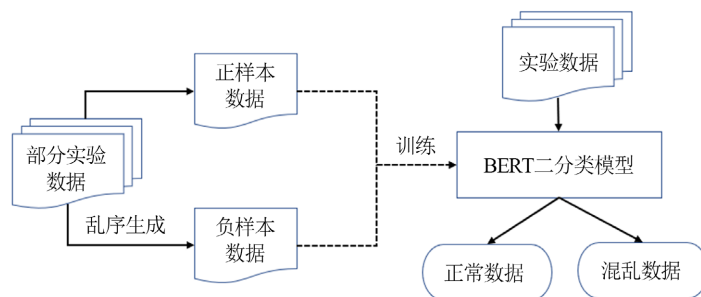 正样本
数据
实验数据
部分实验
数据
训练
BERT二分类模型
乱序生成
负样本
数据
正常数据
混乱数据